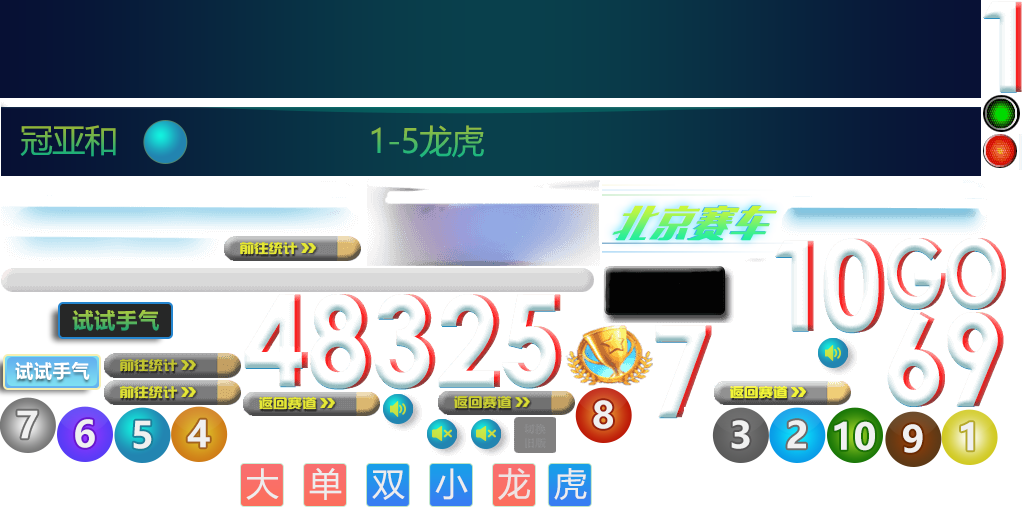 1
冠亚和
1-5龙虎
北京赛车
前往统计
10
GO
试试手气
48325
7
69
试试手气
前往统计
前往统计
返回赛道
返回赛道
返回赛道
7
6
5
4
8
3
2
10
9
1
大
单
双
小
龙
虎